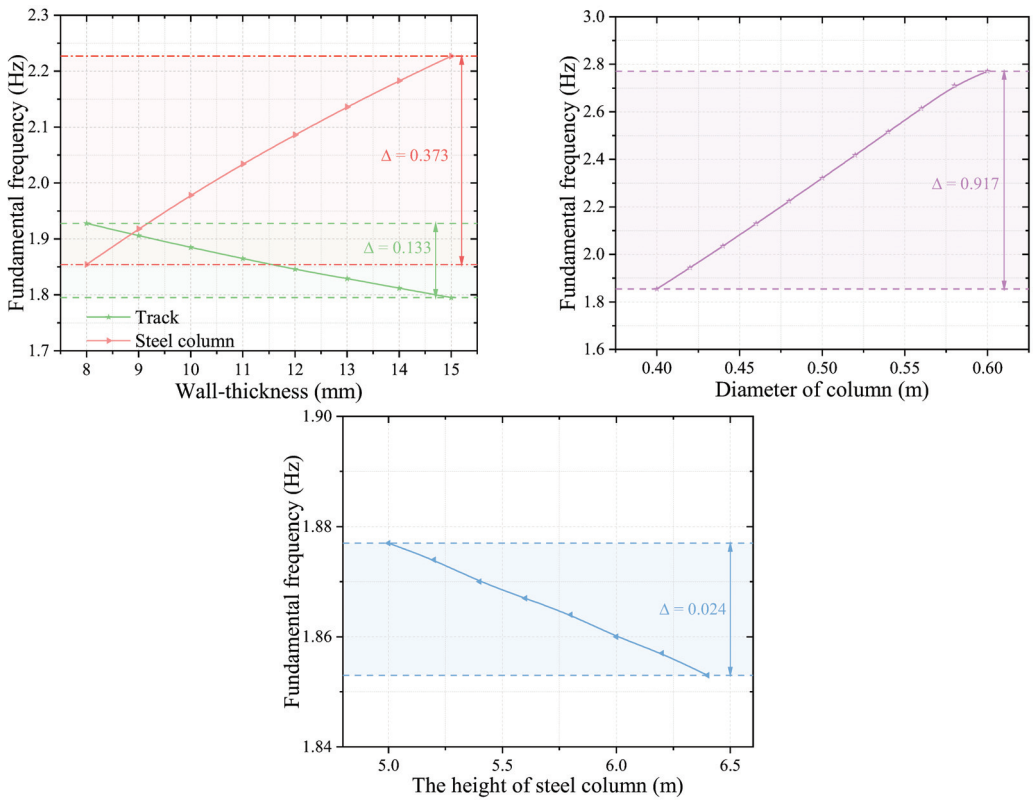 Fundamental frequency (Hz)
2.3
2.2
2.1
2.0
1.9
1.8
1.7
Δ = 0.373
Δ = 0.133
Track
Steel column
8 9 10 11 12 13 14 15
Wall-thickness (mm)
Fundamental frequency (Hz)
3.0
2.8
2.6
2.4
2.2
2.0
1.8
1.6
Δ = 0.917
0.40 0.45 0.50 0.55 0.60
Diameter of column (m)
Fundamental frequency (Hz)
1.90
1.88
1.86
1.84
Δ = 0.024
5.0 5.5 6.0 6.5
The height of steel column (m)